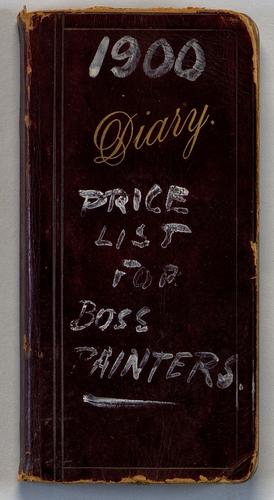 1900
Diary.
PRICE
LIST
FOR
BOSS
PAINTERS.